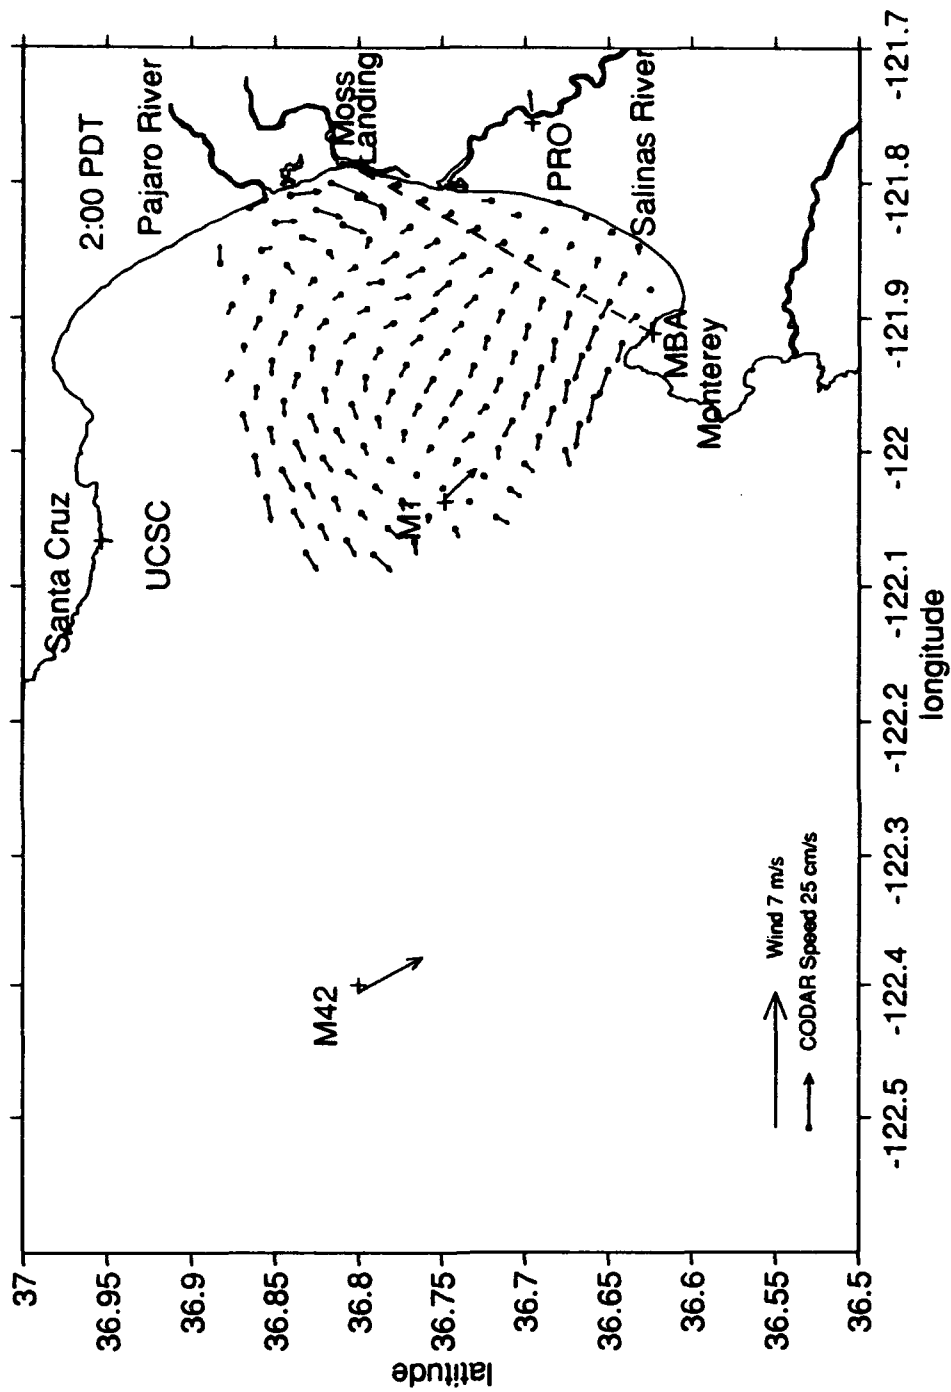 2:00 PDT
Santa Cruz
Pajaro River
UCSC
Moss
Landing
M42
M1
PRO
Salinas River
MBA
Monterey
Wind 7 m/s
CODAR Speed 25 cm/s
latitude
37
36.95
36.9
36.85
36.8
36.75
36.7
36.65
36.6
36.55
36.5
-122.5
-122.4
-122.3
-122.2
-122.1
-122
-121.9
-121.8
-121.7
longitude